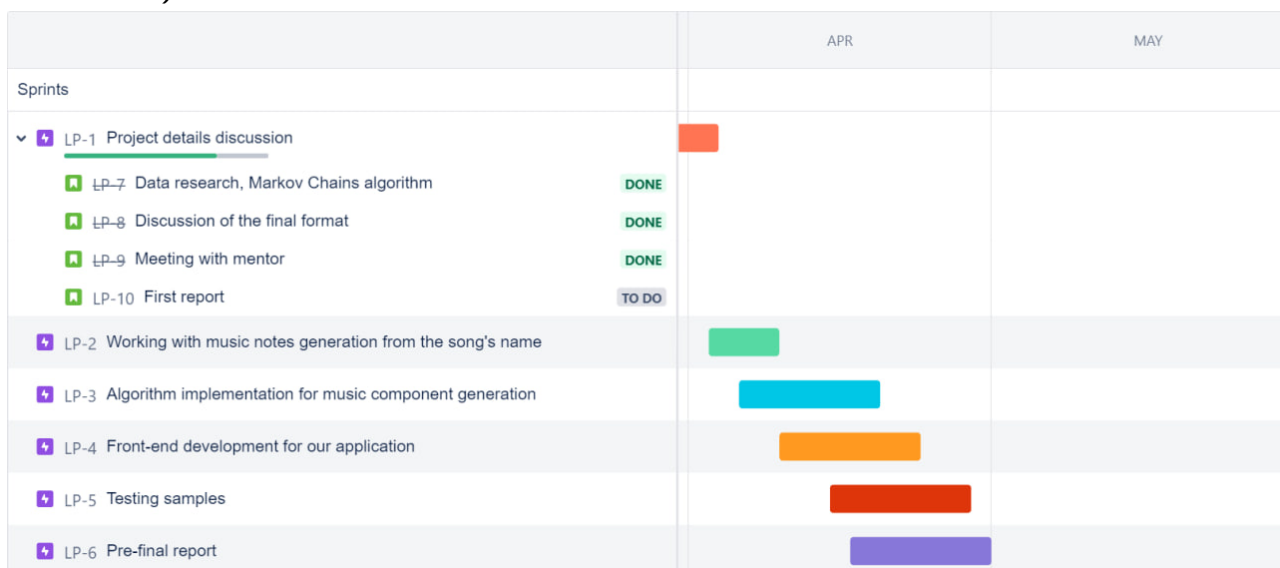 APR MAY
Sprints
LP-1 Project details discussion
LP-7 Data research, Markov Chains algorithm DONE
LP-8 Discussion of the final format DONE
LP-9 Meeting with mentor DONE
LP-10 First report TO DO
LP-2 Working with music notes generation from the song's name
LP-3 Algorithm implementation for music component generation
LP-4 Front-end development for our application
LP-5 Testing samples
LP-6 Pre-final report